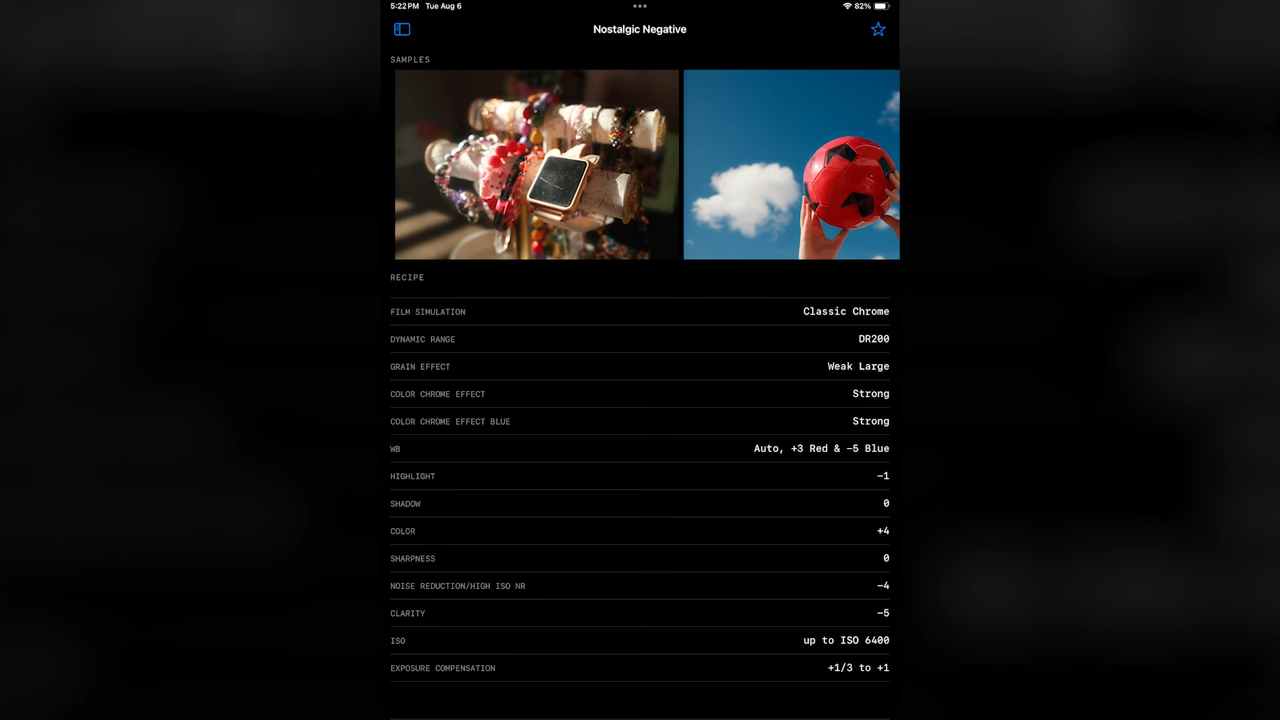 5:22 PM Tue Aug 6 82%
Nostalgic Negative
SAMPLES
RECIPE
FILM SIMULATION Classic Chrome
DYNAMIC RANGE DR200
GRAIN EFFECT Weak Large
COLOR CHROME EFFECT Strong
COLOR CHROME EFFECT BLUE Strong
WB Auto, +3 Red & −5 Blue
HIGHLIGHT −1
SHADOW 0
COLOR +4
SHARPNESS 0
NOISE REDUCTION/HIGH ISO NR −4
CLARITY −5
ISO up to ISO 6400
EXPOSURE COMPENSATION +1/3 to +1